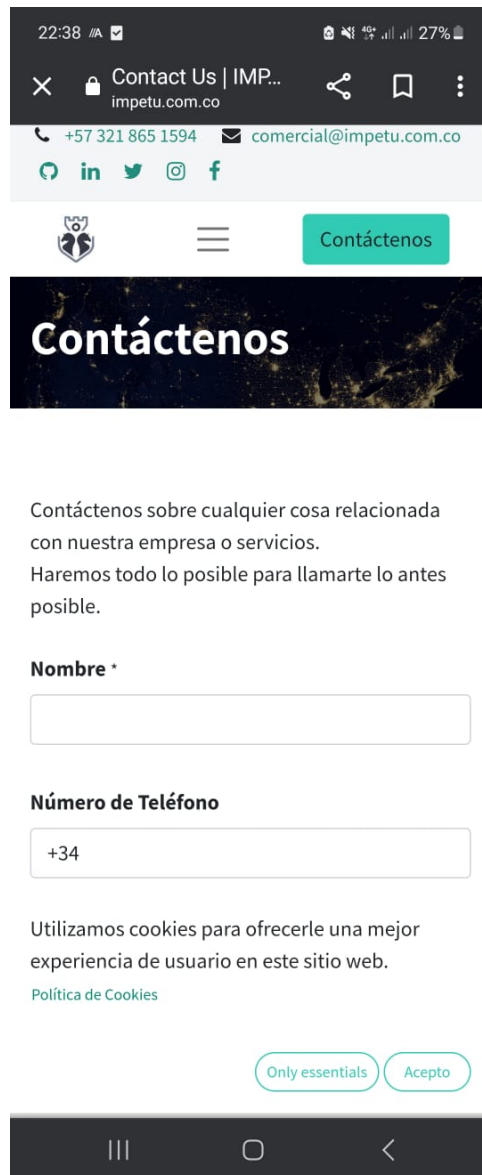 22:38
4G+ 27%
Contact Us | IMP...
impetu.com.co
+57 321 865 1594 comercial@impetu.com.co
Contáctenos
Contáctenos
Contáctenos sobre cualquier cosa relacionada
con nuestra empresa o servicios.
Haremos todo lo posible para llamarte lo antes
posible.
Nombre *
Número de Teléfono
+34
Utilizamos cookies para ofrecerle una mejor
experiencia de usuario en este sitio web.
Política de Cookies
Only essentials Acepto